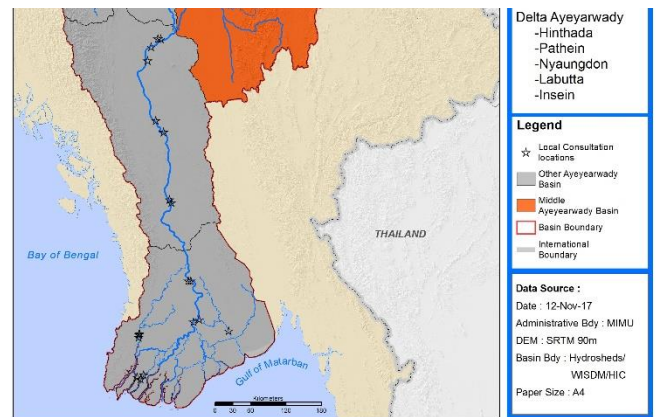 Delta Ayeyarwady
-Hinthada
-Pathein
-Nyaungdon
-Labutta
-Insein
Legend
Local Consultation
locations
Other Ayeyarwady
Basin
Middle
Ayeyarwady Basin
Basin Boundary
International
Boundary
THAILAND
Bay of Bengal
Gulf of Matarban
Kilometers
0 30 60 120 180
Data Source :
Date : 12-Nov-17
Administrative Bdy : MIMU
DEM : SRTM 90m
Basin Bdy : Hydrosheds/
WISDM/HIC
Paper Size : A4